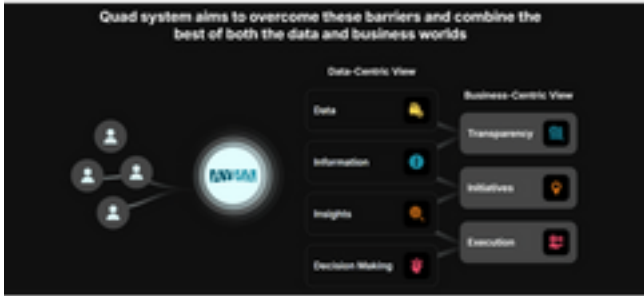 Quad system aims to overcome these barriers and combine the
best of both the data and business worlds
Data-Centric View
Business-Centric View
Data
Transparency
Information
Initiatives
Insights
Execution
Decision Making